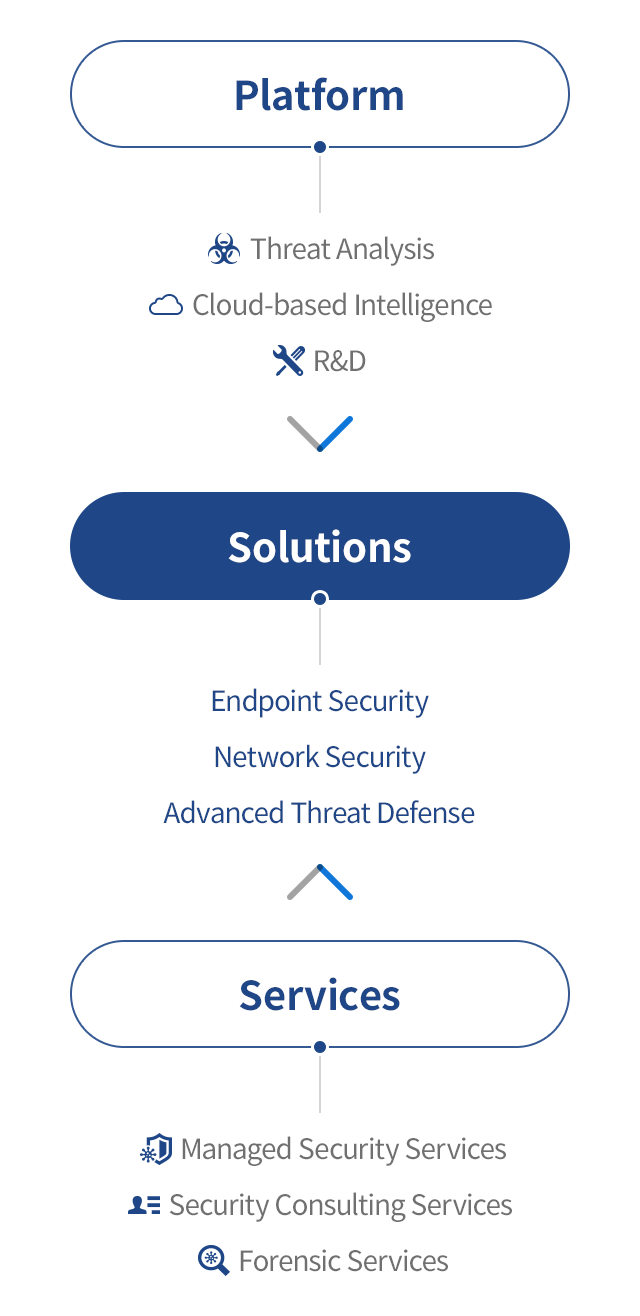 Platform
Threat Analysis
Cloud-based Intelligence
R&D
Solutions
Endpoint Security
Network Security
Advanced Threat Defense
Services
Managed Security Services
Security Consulting Services
Forensic Services